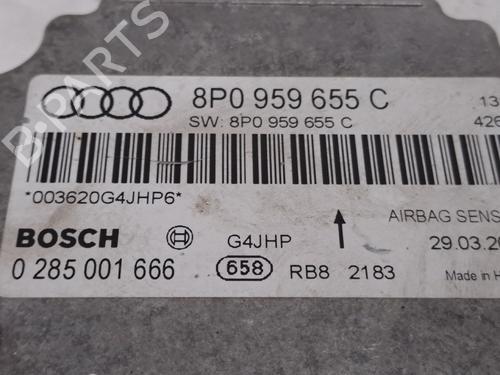 8P0 959 655 C
SW: 8P0 959 655 C
13
426
*003620G4JHP6*
AIRBAG SENS
BOSCH
G4JHP
29.03.20
0 285 001 666
658
RB8 2183
Made in H
B-PARTS